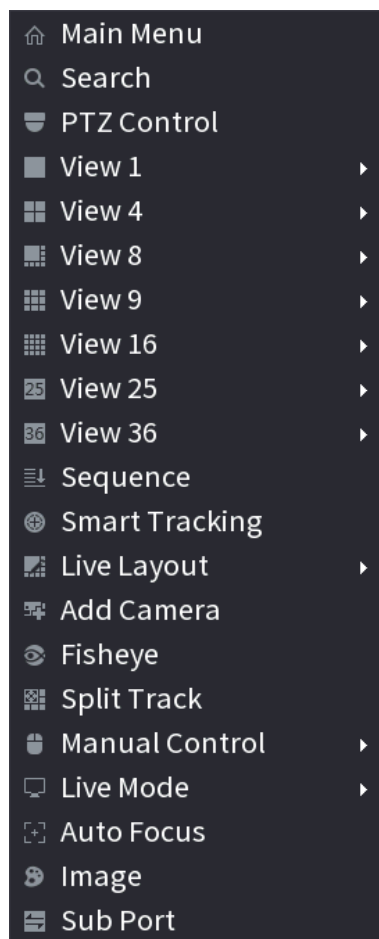 Main Menu
Search
PTZ Control
View 1
View 4
View 8
View 9
View 16
25 View 25
36 View 36
Sequence
Smart Tracking
Live Layout
Add Camera
Fisheye
Split Track
Manual Control
Live Mode
Auto Focus
Image
Sub Port